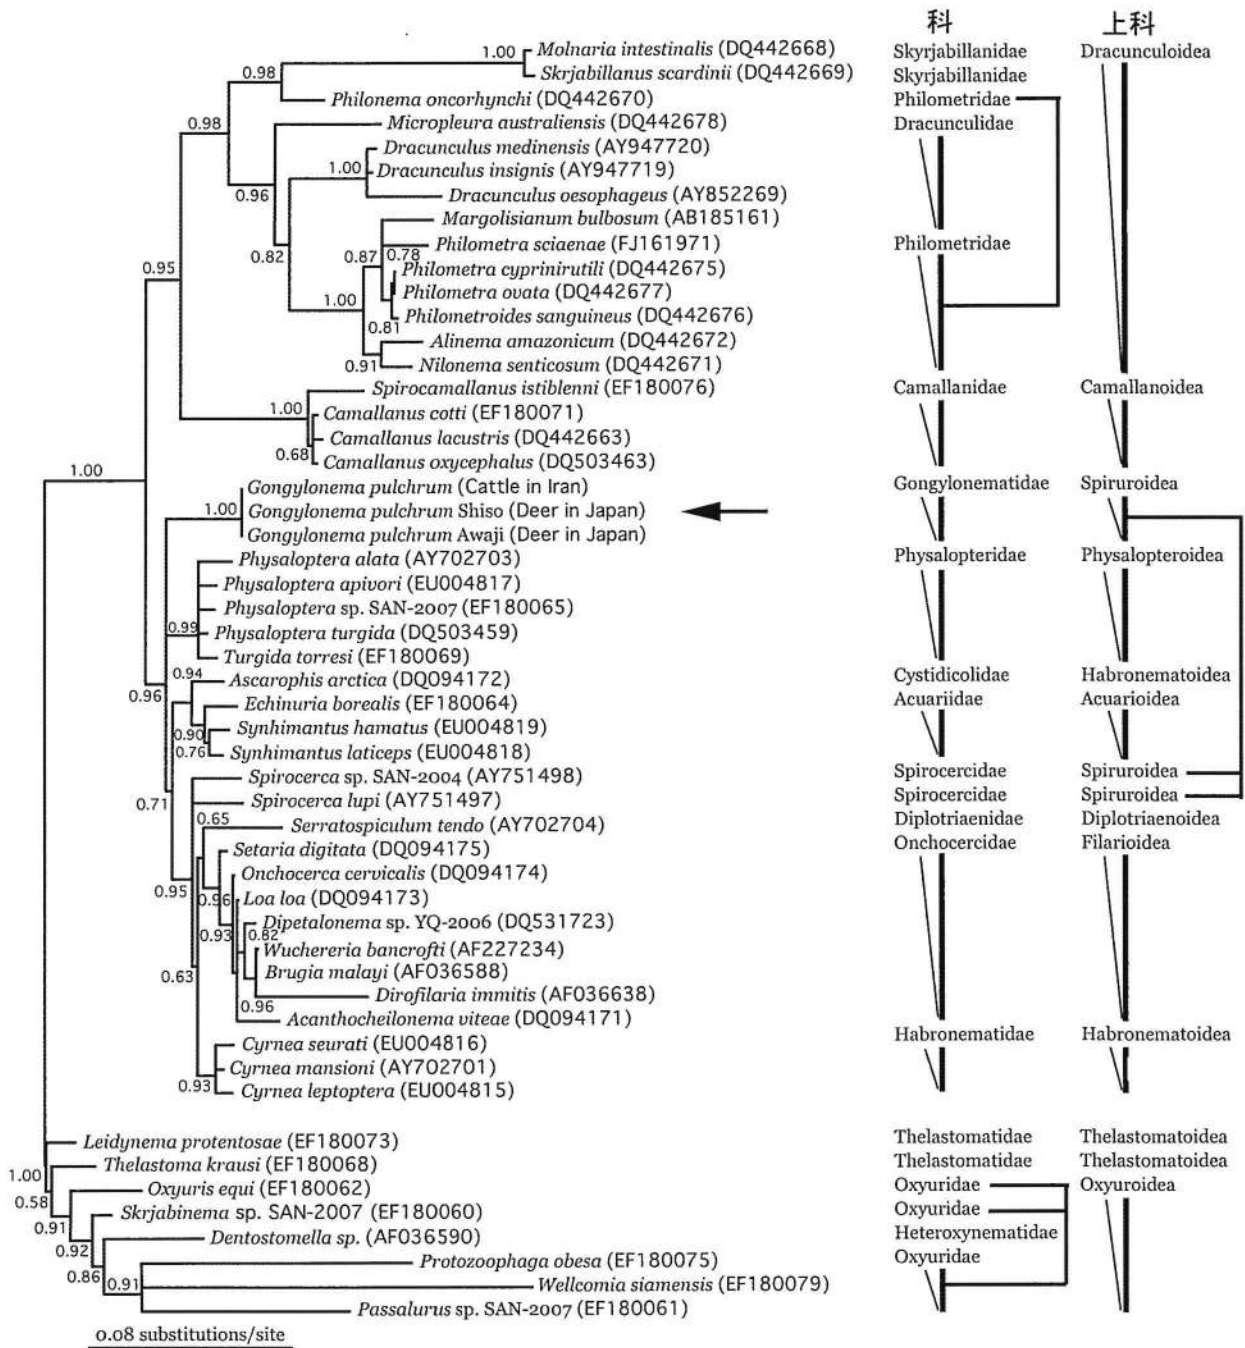 科 上科
1.00 Molnaria intestinalis (DQ442668) Skyrjabillanidae Dracunculoidea
0.98 Skrjabillanus scardinii (DQ442669) Skyrjabillanidae
Philonema oncorhynchi (DQ442670) Philometridae
0.98 Micropleura australiensis (DQ442678) Dracunculidae
Dracunculus medinensis (AY947720)
1.00 Dracunculus insignis (AY947719)
0.96 Dracunculus oesophageus (AY852269)
Margolisianum bulbosum (AB185161)
0.82 0.87 0.78 Philometra sciaenae (FJ161971) Philometridae
0.95 Philometra cyprinirutili (DQ442675)
1.00 Philometra ovata (DQ442677)
0.81 Philometroides sanguineus (DQ442676)
Alinema amazonicum (DQ442672)
0.91 Nilonema senticosum (DQ442671)
Spirocamallanus istiblenni (EF180076) Camallanidae Camallanoidea
1.00 Camallanus cotti (EF180071)
Camallanus lacustris (DQ442663)
0.68 Camallanus oxycephalus (DQ503463)
1.00 Gongylonema pulchrum (Cattle in Iran) Gongylonematidae Spiruroidea
1.00 Gongylonema pulchrum Shiso (Deer in Japan)
Gongylonema pulchrum Awaji (Deer in Japan)
Physaloptera alata (AY702703) Physalopteridae Physalopteroidea
Physaloptera apivori (EU004817)
Physaloptera sp. SAN-2007 (EF180065)
0.99 Physaloptera turgida (DQ503459)
Turgida torresi (EF180069)
0.94 Ascarophis arctica (DQ094172) Cystidicolidae Habronematoidea
0.96 Echinuria borealis (EF180064) Acuariidae Acuarioidea
0.90 Synhimantus hamatus (EU004819)
0.76 Synhimantus laticeps (EU004818)
Spirocerca sp. SAN-2004 (AY751498) Spirocercidae Spiruroidea
0.71 Spirocerca lupi (AY751497) Spirocercidae Spiruroidea
0.65 Serratospiculum tendo (AY702704) Diplotriaenidae Diplotriaenoidea
Setaria digitata (DQ094175) Onchocercidae Filarioidea
0.95 Onchocerca cervicalis (DQ094174)
0.96 Loa loa (DQ094173)
0.93 0.82 Dipetalonema sp. YQ-2006 (DQ531723)
Wuchereria bancrofti (AF227234)
0.63 Brugia malayi (AF036588)
0.96 Dirofilaria immitis (AF036638)
Acanthocheilonema viteae (DQ094171)
Cyrnea seurati (EU004816) Habronematidae Habronematoidea
Cyrnea mansioni (AY702701)
0.93 Cyrnea leptoptera (EU004815)
Leidynema protentosae (EF180073) Thelastomatidae Thelastomatoidea
1.00 Thelastoma krausi (EF180068) Thelastomatidae Thelastomatoidea
0.58 Oxyuris equi (EF180062) Oxyuridae Oxyuroidea
0.91 Skrjabinema sp. SAN-2007 (EF180060) Oxyuridae
0.92 Dentostomella sp. (AF036590) Heteroxynematidae
0.86 0.91 Protozoophaga obesa (EF180075) Oxyuridae
Wellcomia siamensis (EF180079)
Passalurus sp. SAN-2007 (EF180061)
0.08 substitutions/site